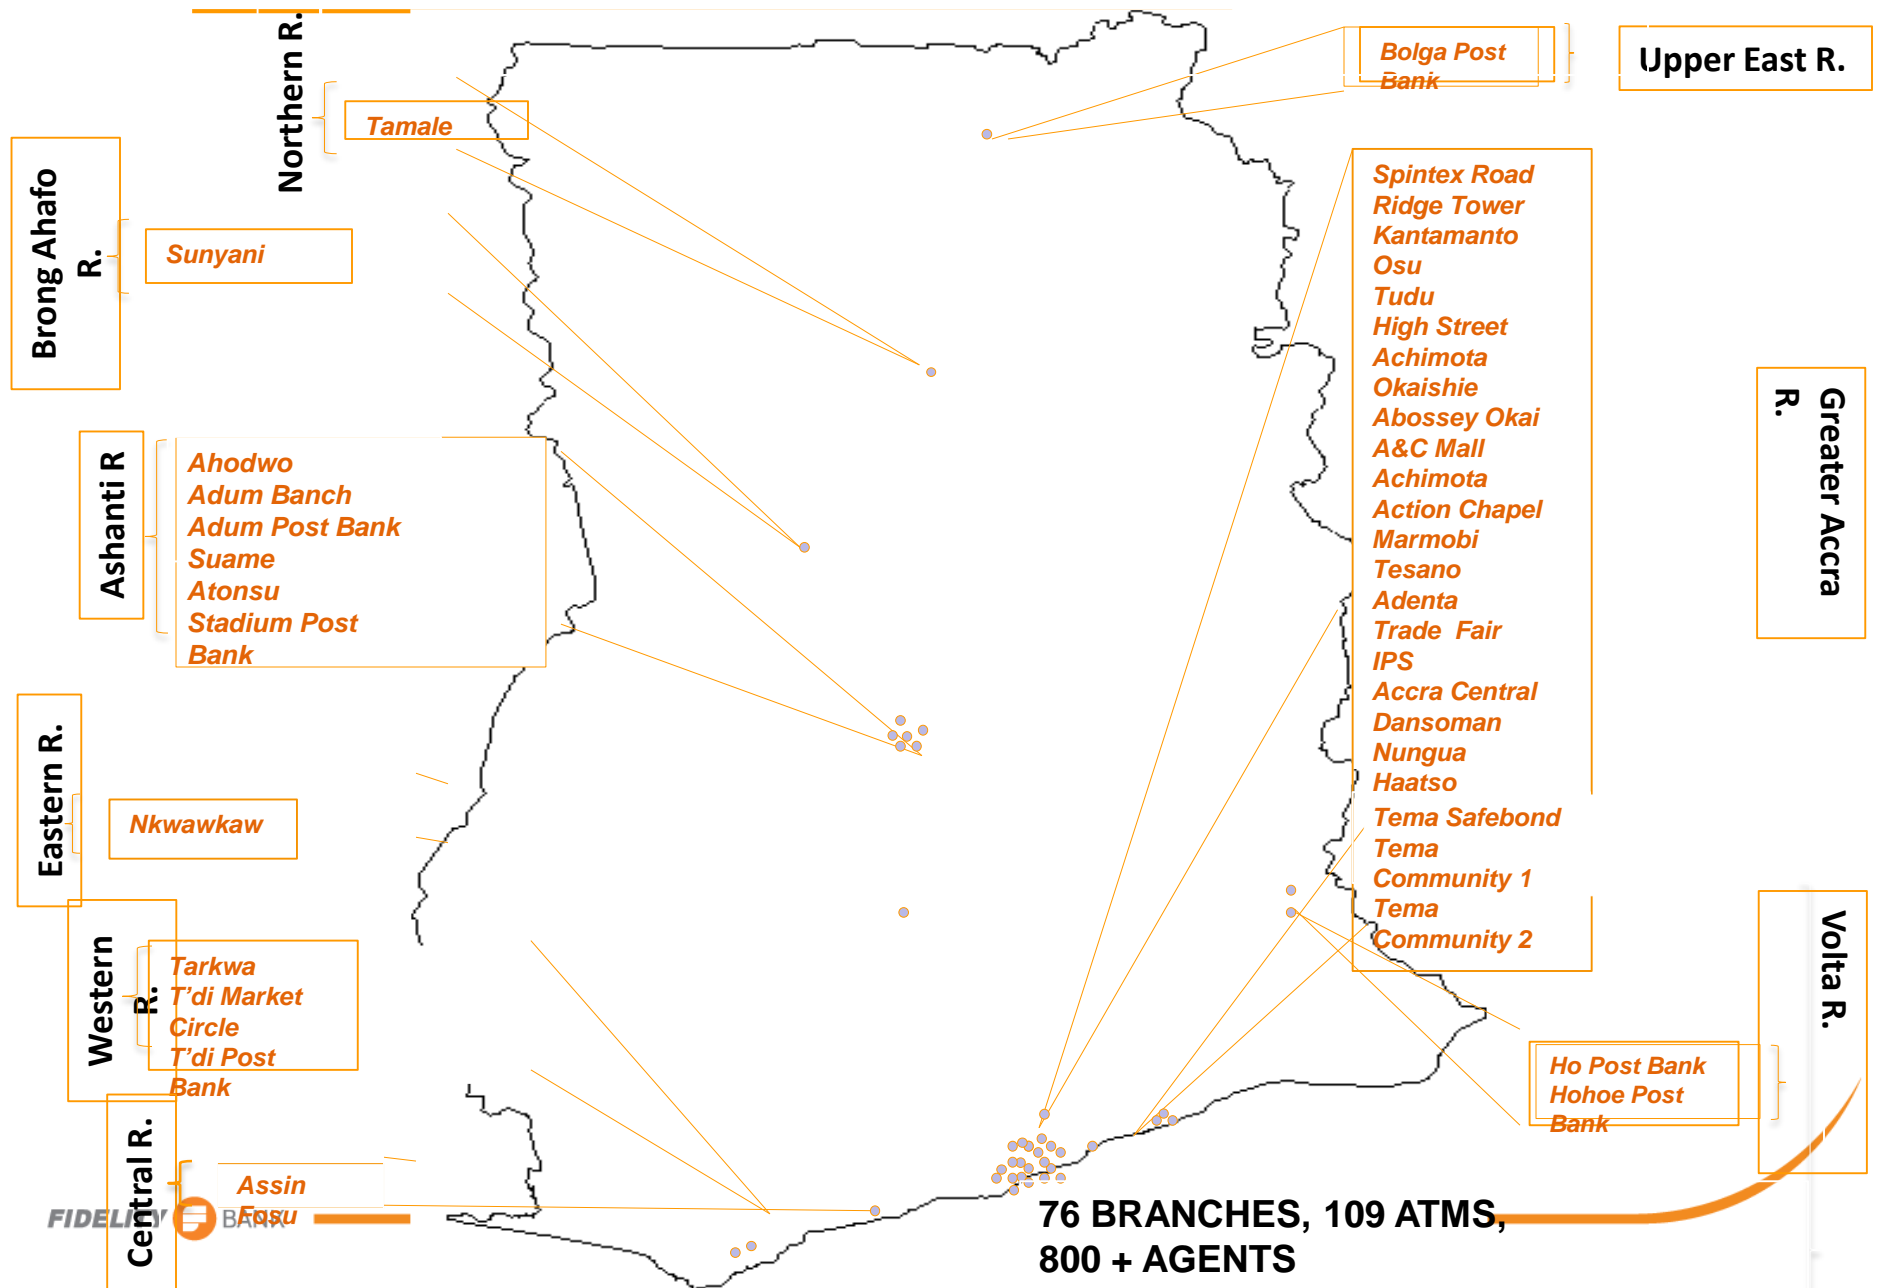 Northern R.
Tamale
Bolga Post
Bank
Upper East R.
Brong Ahafo
R.
Sunyani
Ashanti R
Ahodwo
Adum Banch
Adum Post Bank
Suame
Atonsu
Stadium Post
Bank
Spintex Road
Ridge Tower
Kantamanto
Osu
Tudu
High Street
Achimota
Okaishie
Abossey Okai
A&C Mall
Achimota
Action Chapel
Marmobi
Tesano
Adenta
Trade Fair
IPS
Accra Central
Dansoman
Nungua
Haatso
Tema Safebond
Tema
Community 1
Tema
Community 2
Greater Accra
R.
Eastern R.
Nkwawkaw
Western
R.
Tarkwa
T'di Market
Circle
T'di Post
Bank
Volta R.
Ho Post Bank
Hohoe Post
Bank
Central R.
Assin
Fosu
FIDELITY BANK
76 BRANCHES, 109 ATMS,
800 + AGENTS